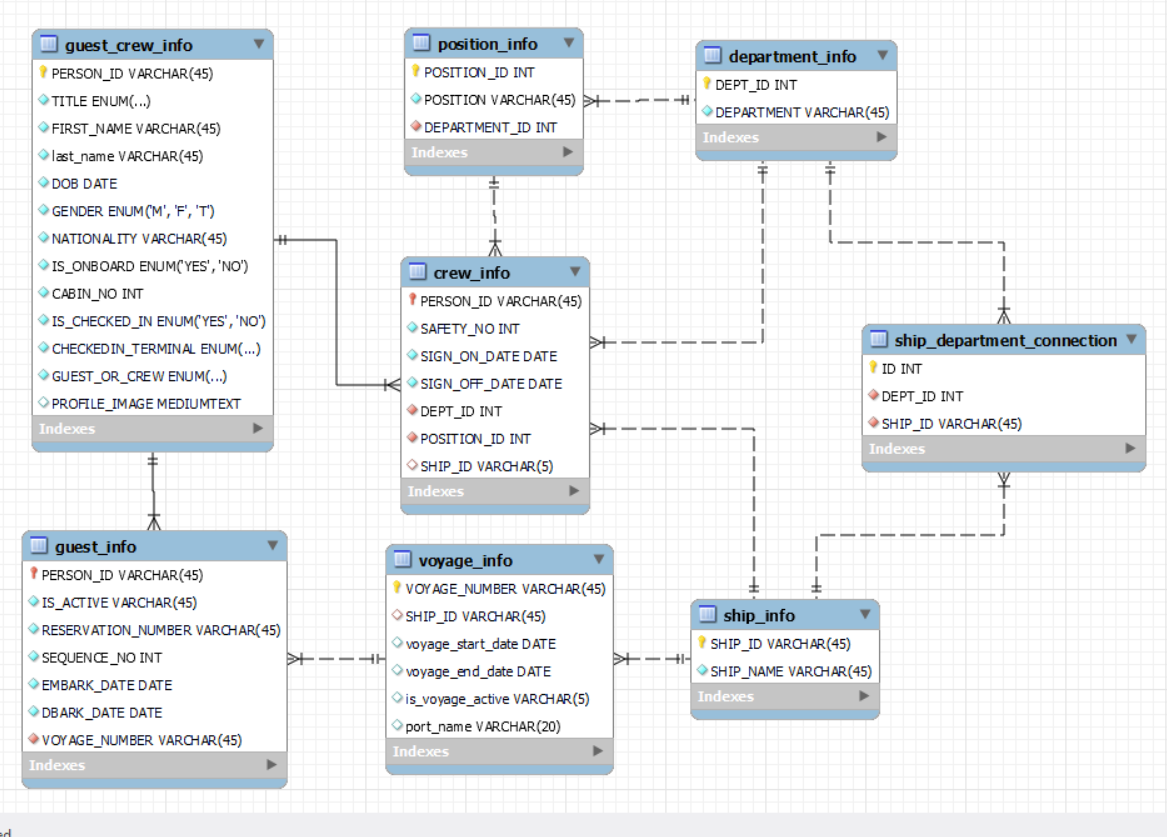 guest_crew_info
PERSON_ID VARCHAR(45)
TITLE ENUM(...)
FIRST_NAME VARCHAR(45)
last_name VARCHAR(45)
DOB DATE
GENDER ENUM('M', 'F', 'T')
NATIONALITY VARCHAR(45)
IS_ONBOARD ENUM('YES', 'NO')
CABIN_NO INT
IS_CHECKED_IN ENUM('YES', 'NO')
CHECKEDIN_TERMINAL ENUM(...)
GUEST_OR_CREW ENUM(...)
PROFILE_IMAGE MEDIUMTEXT
Indexes
position_info
POSITION_ID INT
POSITION VARCHAR(45)
DEPARTMENT_ID INT
Indexes
department_info
DEPT_ID INT
DEPARTMENT VARCHAR(45)
Indexes
crew_info
PERSON_ID VARCHAR(45)
SAFETY_NO INT
SIGN_ON_DATE DATE
SIGN_OFF_DATE DATE
DEPT_ID INT
POSITION_ID INT
SHIP_ID VARCHAR(5)
Indexes
ship_department_connection
ID INT
DEPT_ID INT
SHIP_ID VARCHAR(45)
Indexes
guest_info
PERSON_ID VARCHAR(45)
IS_ACTIVE VARCHAR(45)
RESERVATION_NUMBER VARCHAR(45)
SEQUENCE_NO INT
EMBARK_DATE DATE
DBARK_DATE DATE
VOYAGE_NUMBER VARCHAR(45)
Indexes
voyage_info
VOYAGE_NUMBER VARCHAR(45)
SHIP_ID VARCHAR(45)
voyage_start_date DATE
voyage_end_date DATE
is_voyage_active VARCHAR(5)
port_name VARCHAR(20)
Indexes
ship_info
SHIP_ID VARCHAR(45)
SHIP_NAME VARCHAR(45)
Indexes